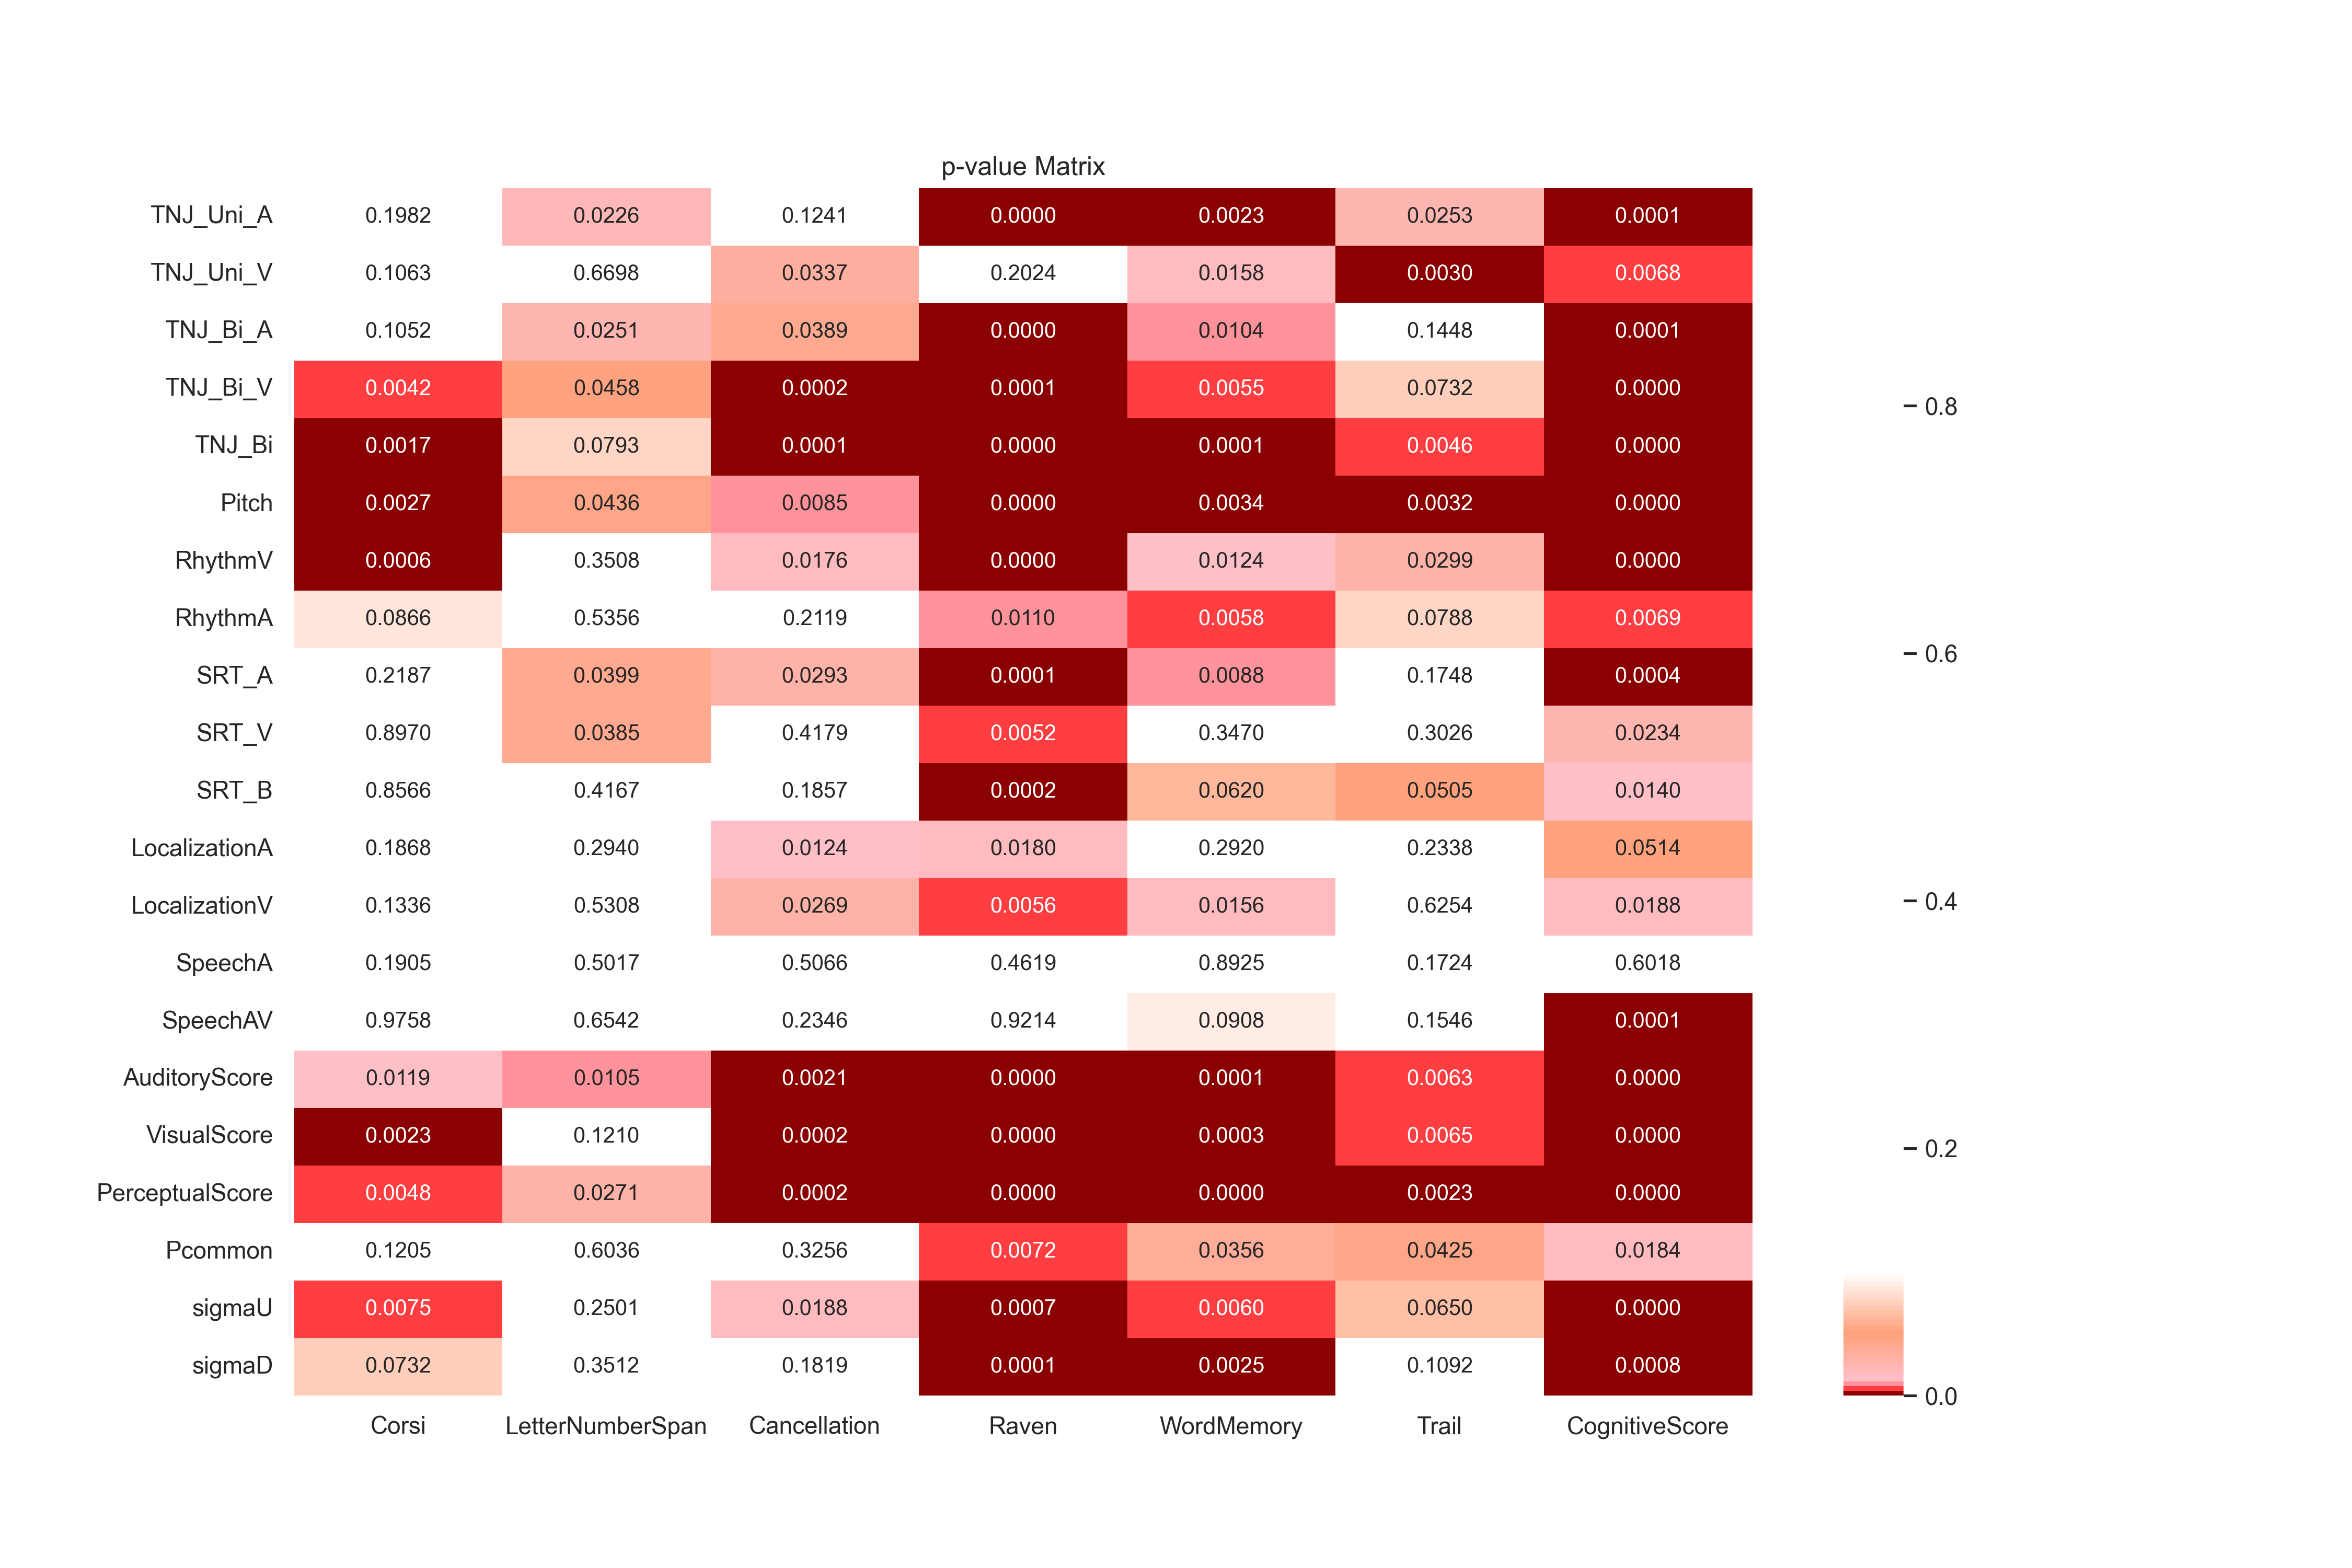 p-value Matrix
TNJ_Uni_A 0.1982 0.0226 0.1241 0.0000 0.0023 0.0253 0.0001
TNJ_Uni_V 0.1063 0.6698 0.0337 0.2024 0.0158 0.0030 0.0068
TNJ_Bi_A 0.1052 0.0251 0.0389 0.0000 0.0104 0.1448 0.0001
TNJ_Bi_V 0.0042 0.0458 0.0002 0.0001 0.0055 0.0732 0.0000
TNJ_Bi 0.0017 0.0793 0.0001 0.0000 0.0001 0.0046 0.0000
Pitch 0.0027 0.0436 0.0085 0.0000 0.0034 0.0032 0.0000
RhythmV 0.0006 0.3508 0.0176 0.0000 0.0124 0.0299 0.0000
RhythmA 0.0866 0.5356 0.2119 0.0110 0.0058 0.0788 0.0069
SRT_A 0.2187 0.0399 0.0293 0.0001 0.0088 0.1748 0.0004
SRT_V 0.8970 0.0385 0.4179 0.0052 0.3470 0.3026 0.0234
SRT_B 0.8566 0.4167 0.1857 0.0002 0.0620 0.0505 0.0140
LocalizationA 0.1868 0.2940 0.0124 0.0180 0.2920 0.2338 0.0514
LocalizationV 0.1336 0.5308 0.0269 0.0056 0.0156 0.6254 0.0188
SpeechA 0.1905 0.5017 0.5066 0.4619 0.8925 0.1724 0.6018
SpeechAV 0.9758 0.6542 0.2346 0.9214 0.0908 0.1546 0.0001
AuditoryScore 0.0119 0.0105 0.0021 0.0000 0.0001 0.0063 0.0000
VisualScore 0.0023 0.1210 0.0002 0.0000 0.0003 0.0065 0.0000
PerceptualScore 0.0048 0.0271 0.0002 0.0000 0.0000 0.0023 0.0000
Pcommon 0.1205 0.6036 0.3256 0.0072 0.0356 0.0425 0.0184
sigmaU 0.0075 0.2501 0.0188 0.0007 0.0060 0.0650 0.0000
sigmaD 0.0732 0.3512 0.1819 0.0001 0.0025 0.1092 0.0008
Corsi LetterNumberSpan Cancellation Raven WordMemory Trail CognitiveScore
0.8
0.6
0.4
0.2
0.0